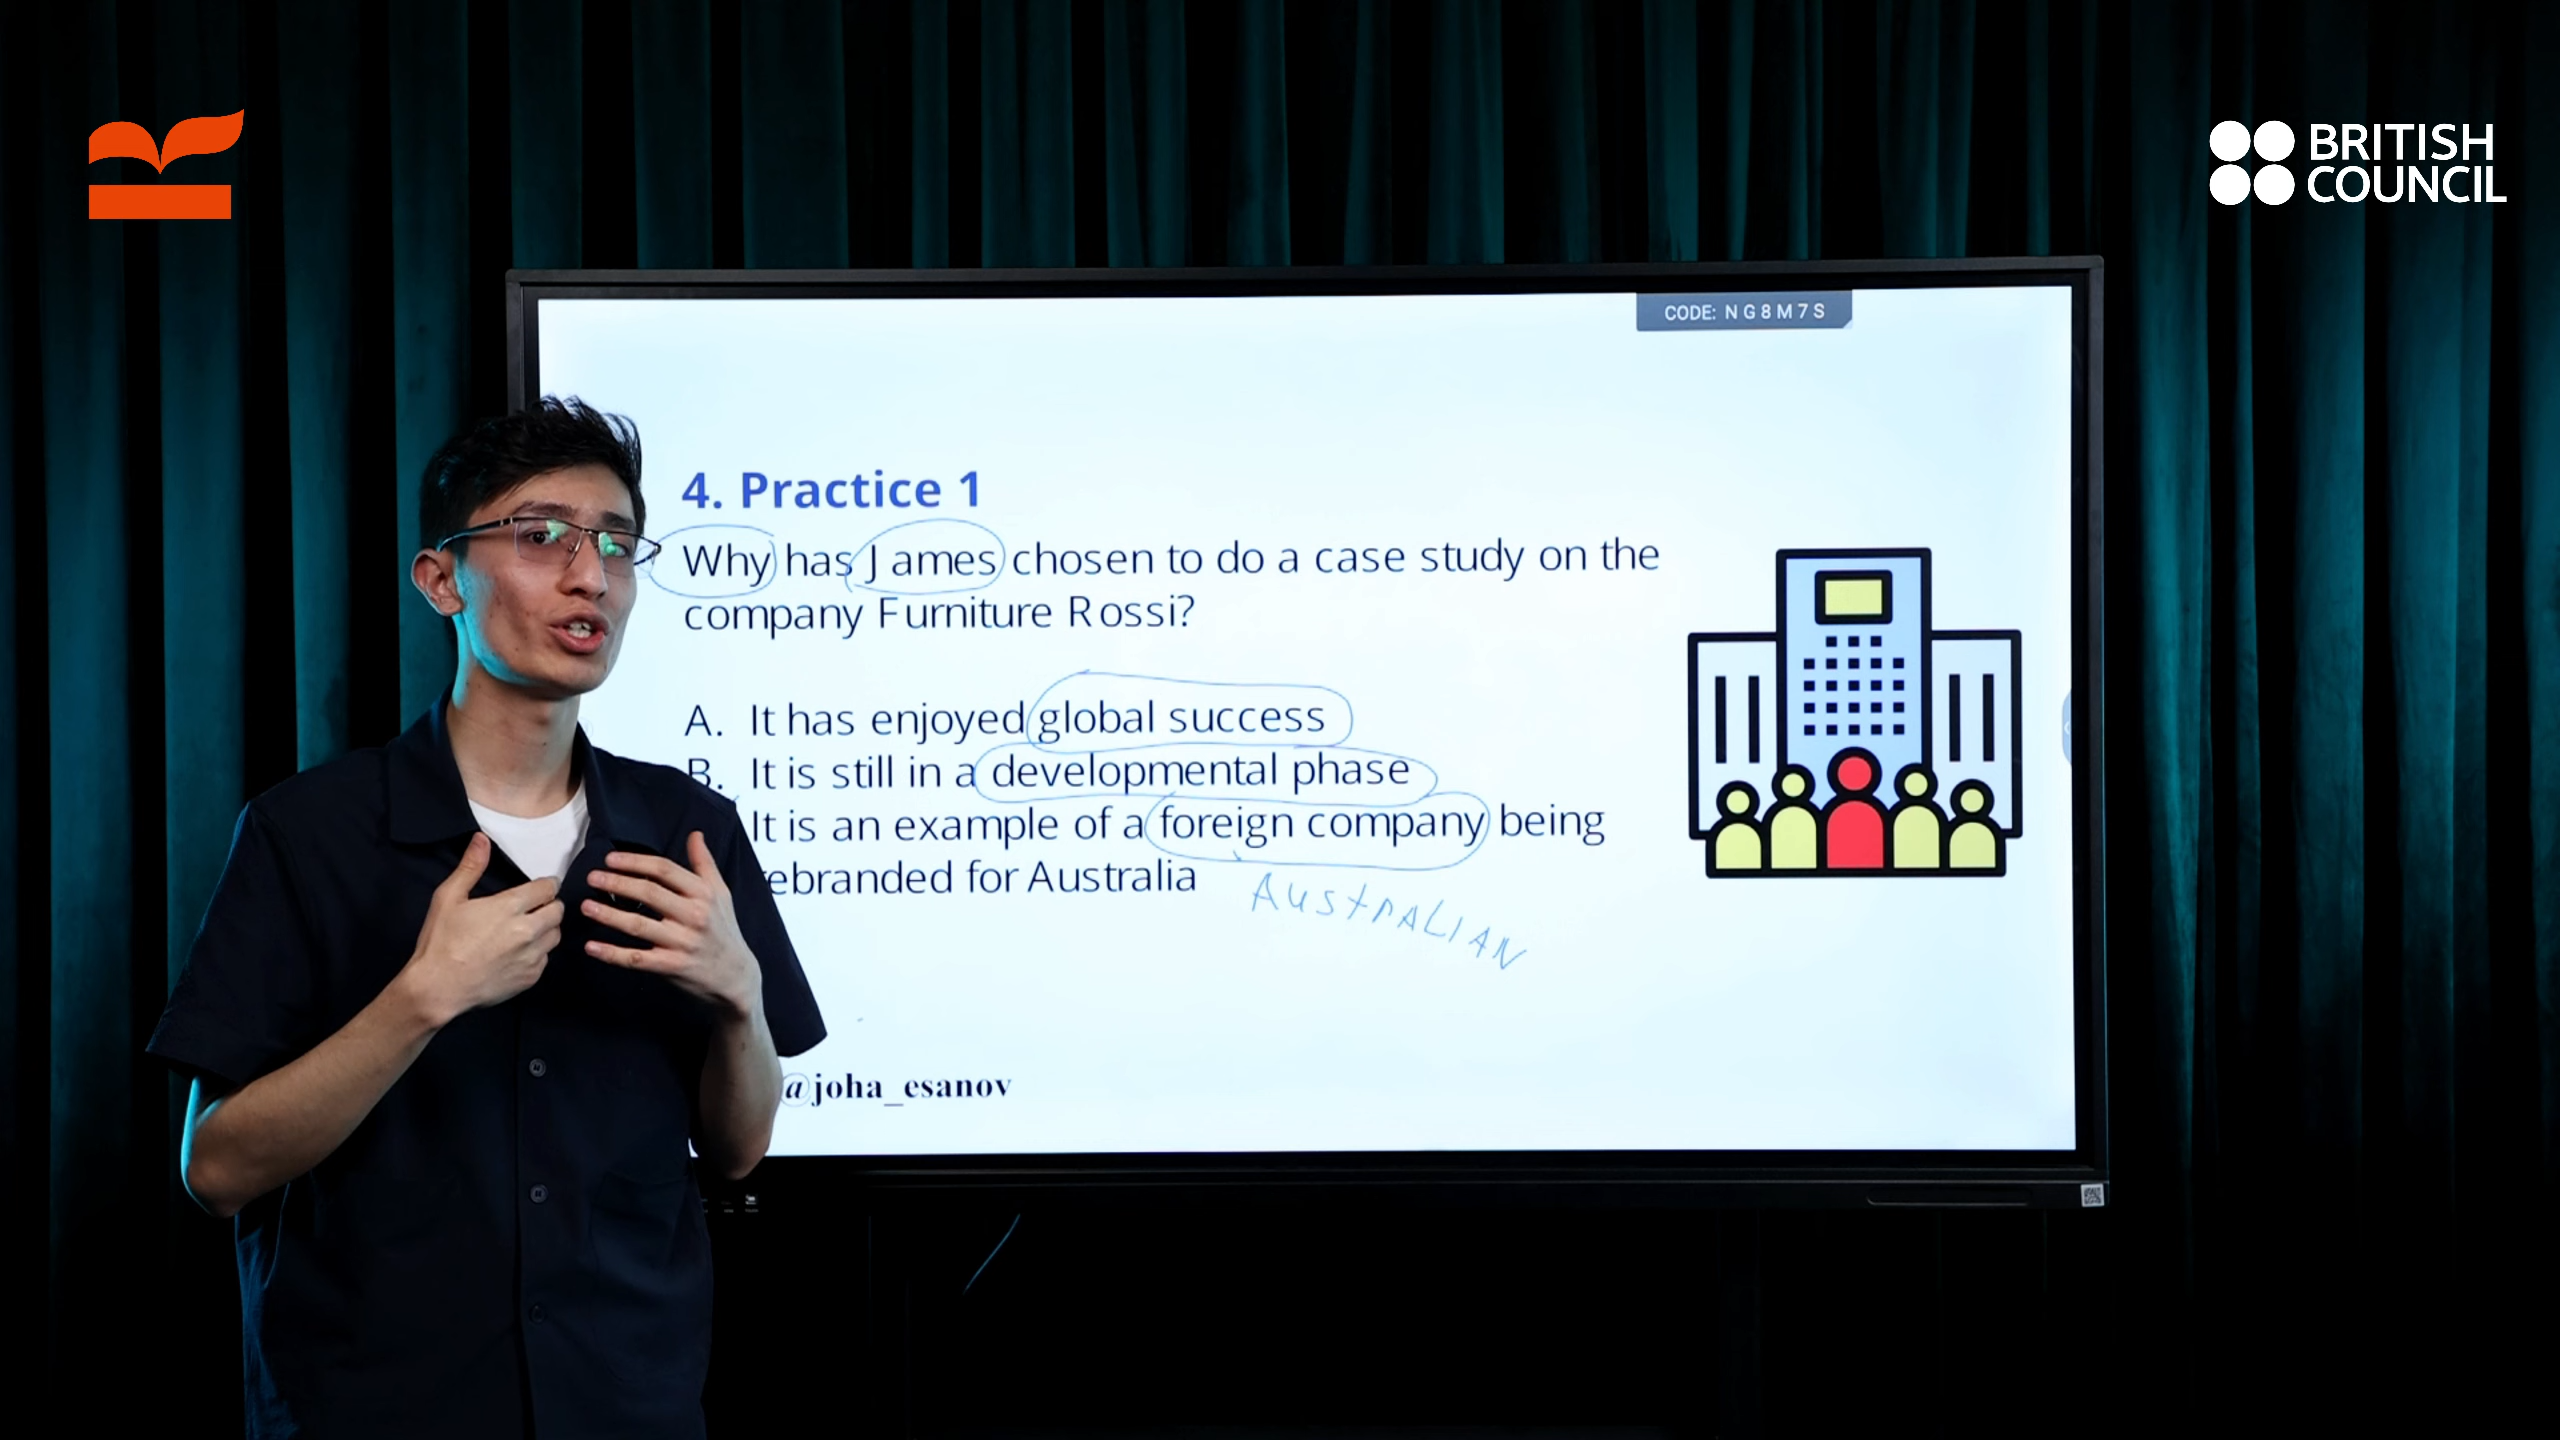 BRITISH
COUNCIL
CODE: NG8M7S
4. Practice 1
Why has James chosen to do a case study on the
company Furniture Rossi?
A. It has enjoyed global success
B. It is still in a developmental phase
It is an example of a foreign company being
ebranded for Australia
AUSTRALIAN
@joha_esanov